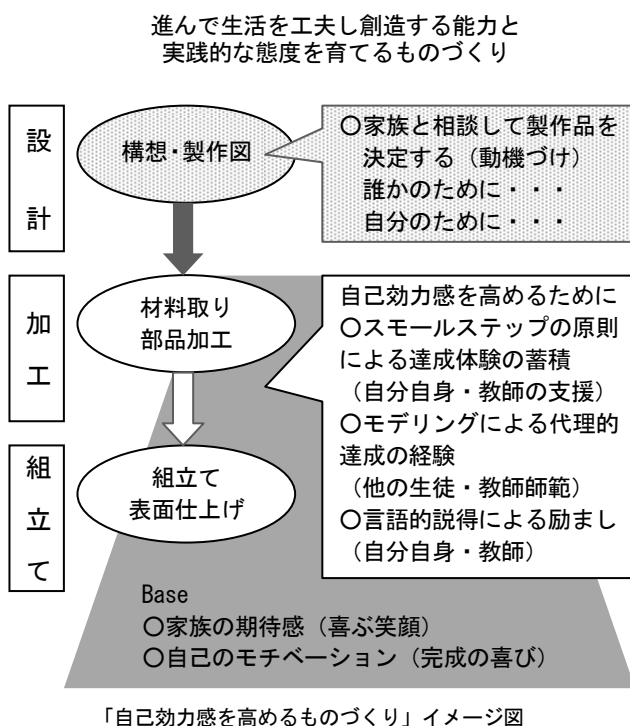 進んで生活を工夫し創造する能力と
実践的な態度を育てるものづくり
設計
構想・製作図
○家族と相談して製作品を
決定する（動機づけ）
誰かのために・・・
自分のために・・・
加工
材料取り
部品加工
自己効力感を高めるために
○スモールステップの原則
による達成体験の蓄積
（自分自身・教師の支援）
○モデリングによる代理的
達成の経験
（他の生徒・教師師範）
○言語的説得による励まし
（自分自身・教師）
組立て
組立て
表面仕上げ
Base
○家族の期待感（喜ぶ笑顔）
○自己のモチベーション（完成の喜び）
「自己効力感を高めるものづくり」イメージ図